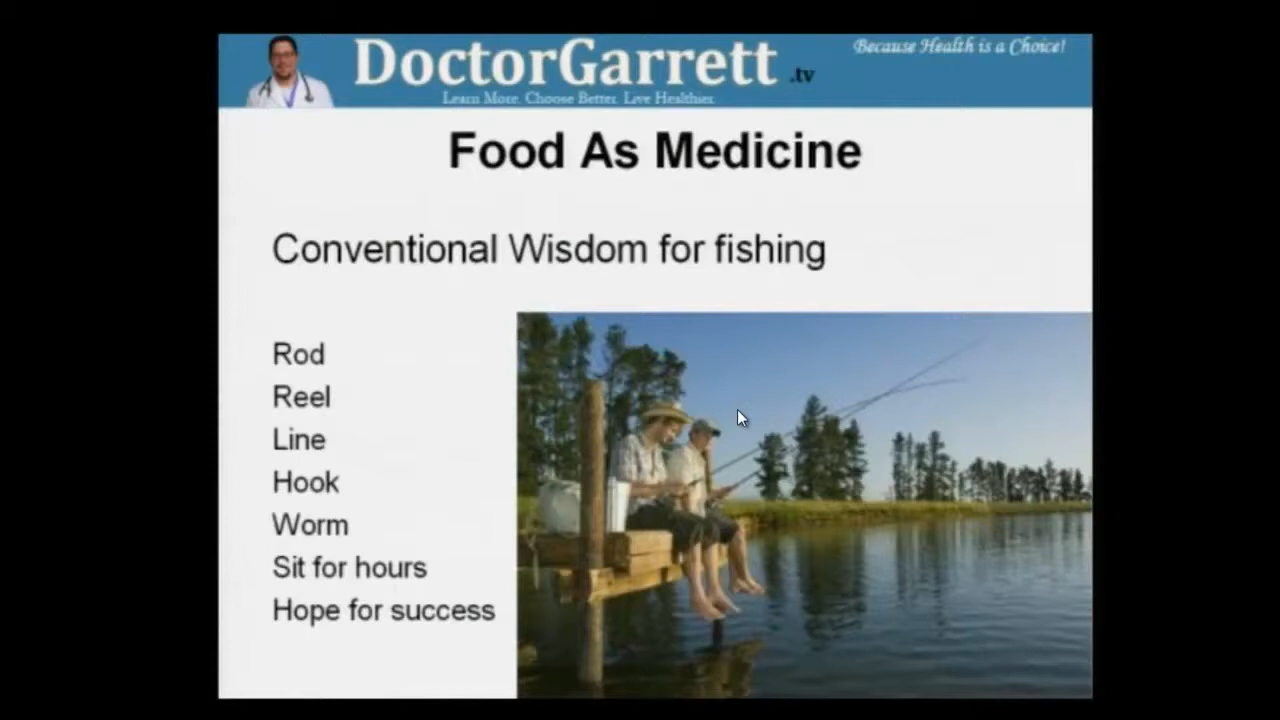 DoctorGarrett .tv
Because Health is a Choice!
Learn More. Choose Better. Live Healthier.
Food As Medicine
Conventional Wisdom for fishing
Rod
Reel
Line
Hook
Worm
Sit for hours
Hope for success